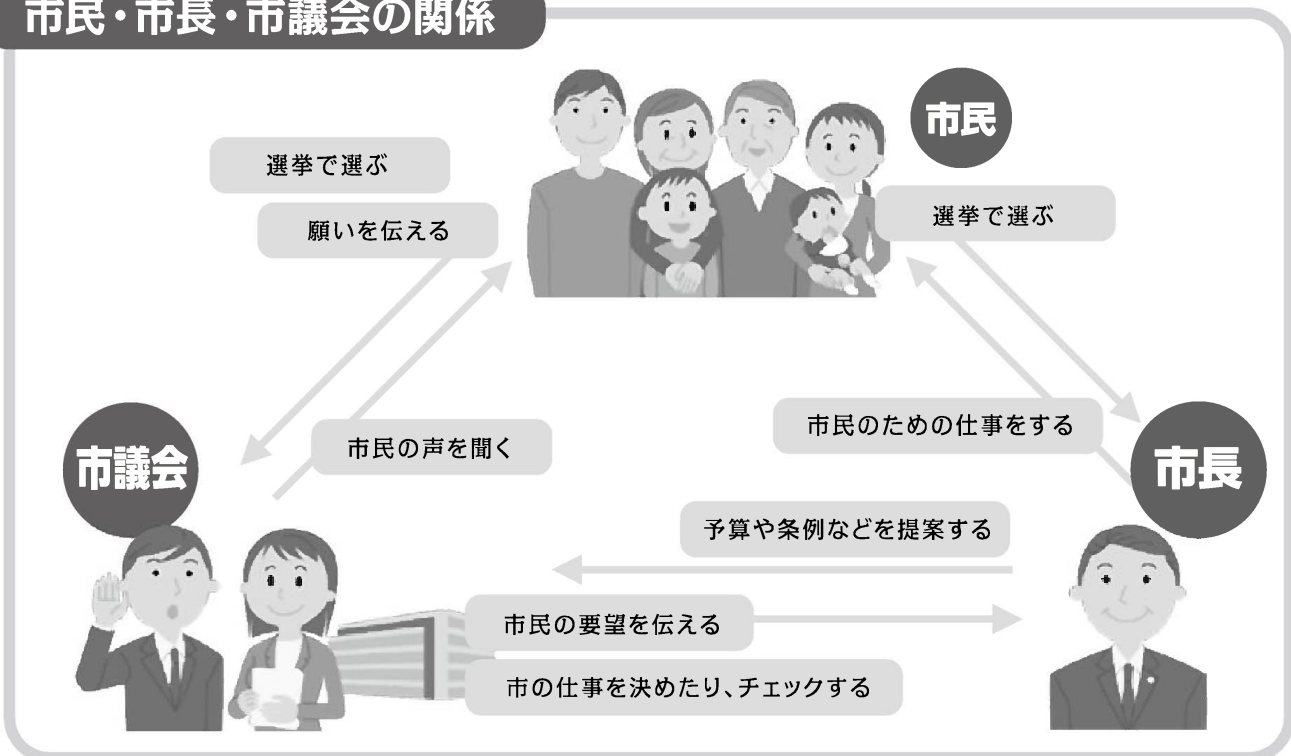 市民・市長・市議会の関係
市民
選挙で選ぶ
願いを伝える
選挙で選ぶ
市議会
市民の声を聞く
市民のための仕事をする
市長
予算や条例などを提案する
市民の要望を伝える
市の仕事を決めたり、チェックする